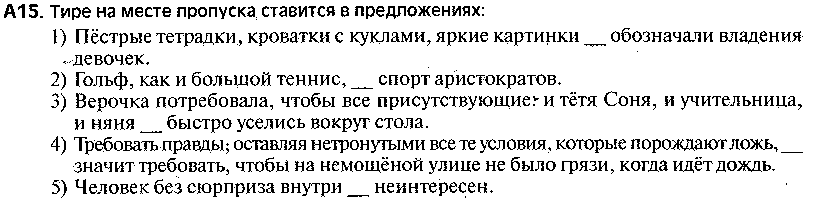 А15. Тире на месте пропуска ставится в предложениях:
1) Пёстрые тетрадки, кроватки с куклами, яркие картинки __ обозначали владения
девочек.
2) Гольф, как и большой теннис, __ спорт аристократов.
3) Верочка потребовала, чтобы все присутствующие: и тётя Соня, и учительница,
и няня __ быстро уселись вокруг стола.
4) Требовать правды; оставляя нетронутыми все те условия, которые порождают ложь, __
значит требовать, чтобы на немощёной улице не было грязи, когда идёт дождь.
5) Человек без сюрприза внутри __ неинтересен.